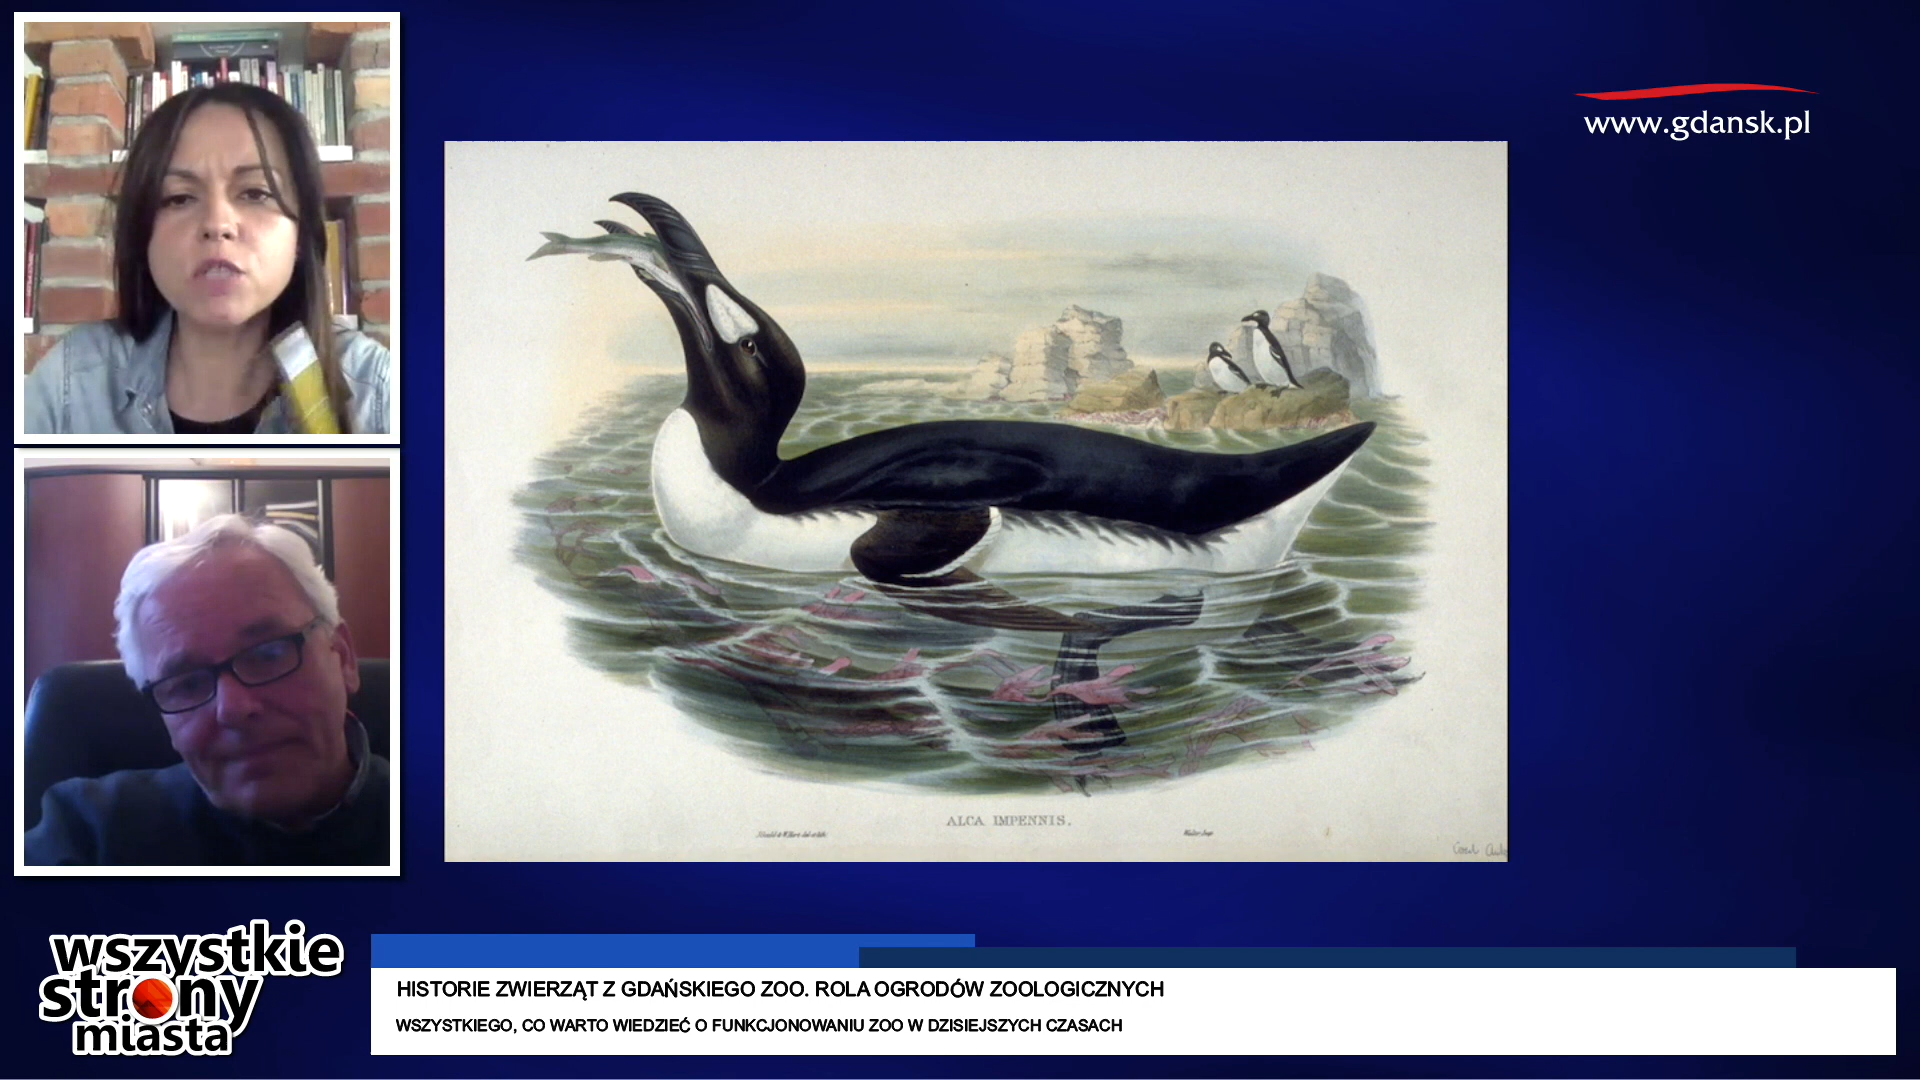 www.gdansk.pl
ALCA IMPENNIS.
wszystkie
strony
miasta
HISTORIE ZWIERZĄT Z GDAŃSKIEGO ZOO. ROLA OGRODÓW ZOOLOGICZNYCH
WSZYSTKIEGO, CO WARTO WIEDZIEĆ O FUNKCJONOWANIU ZOO W DZISIEJSZYCH CZASACH